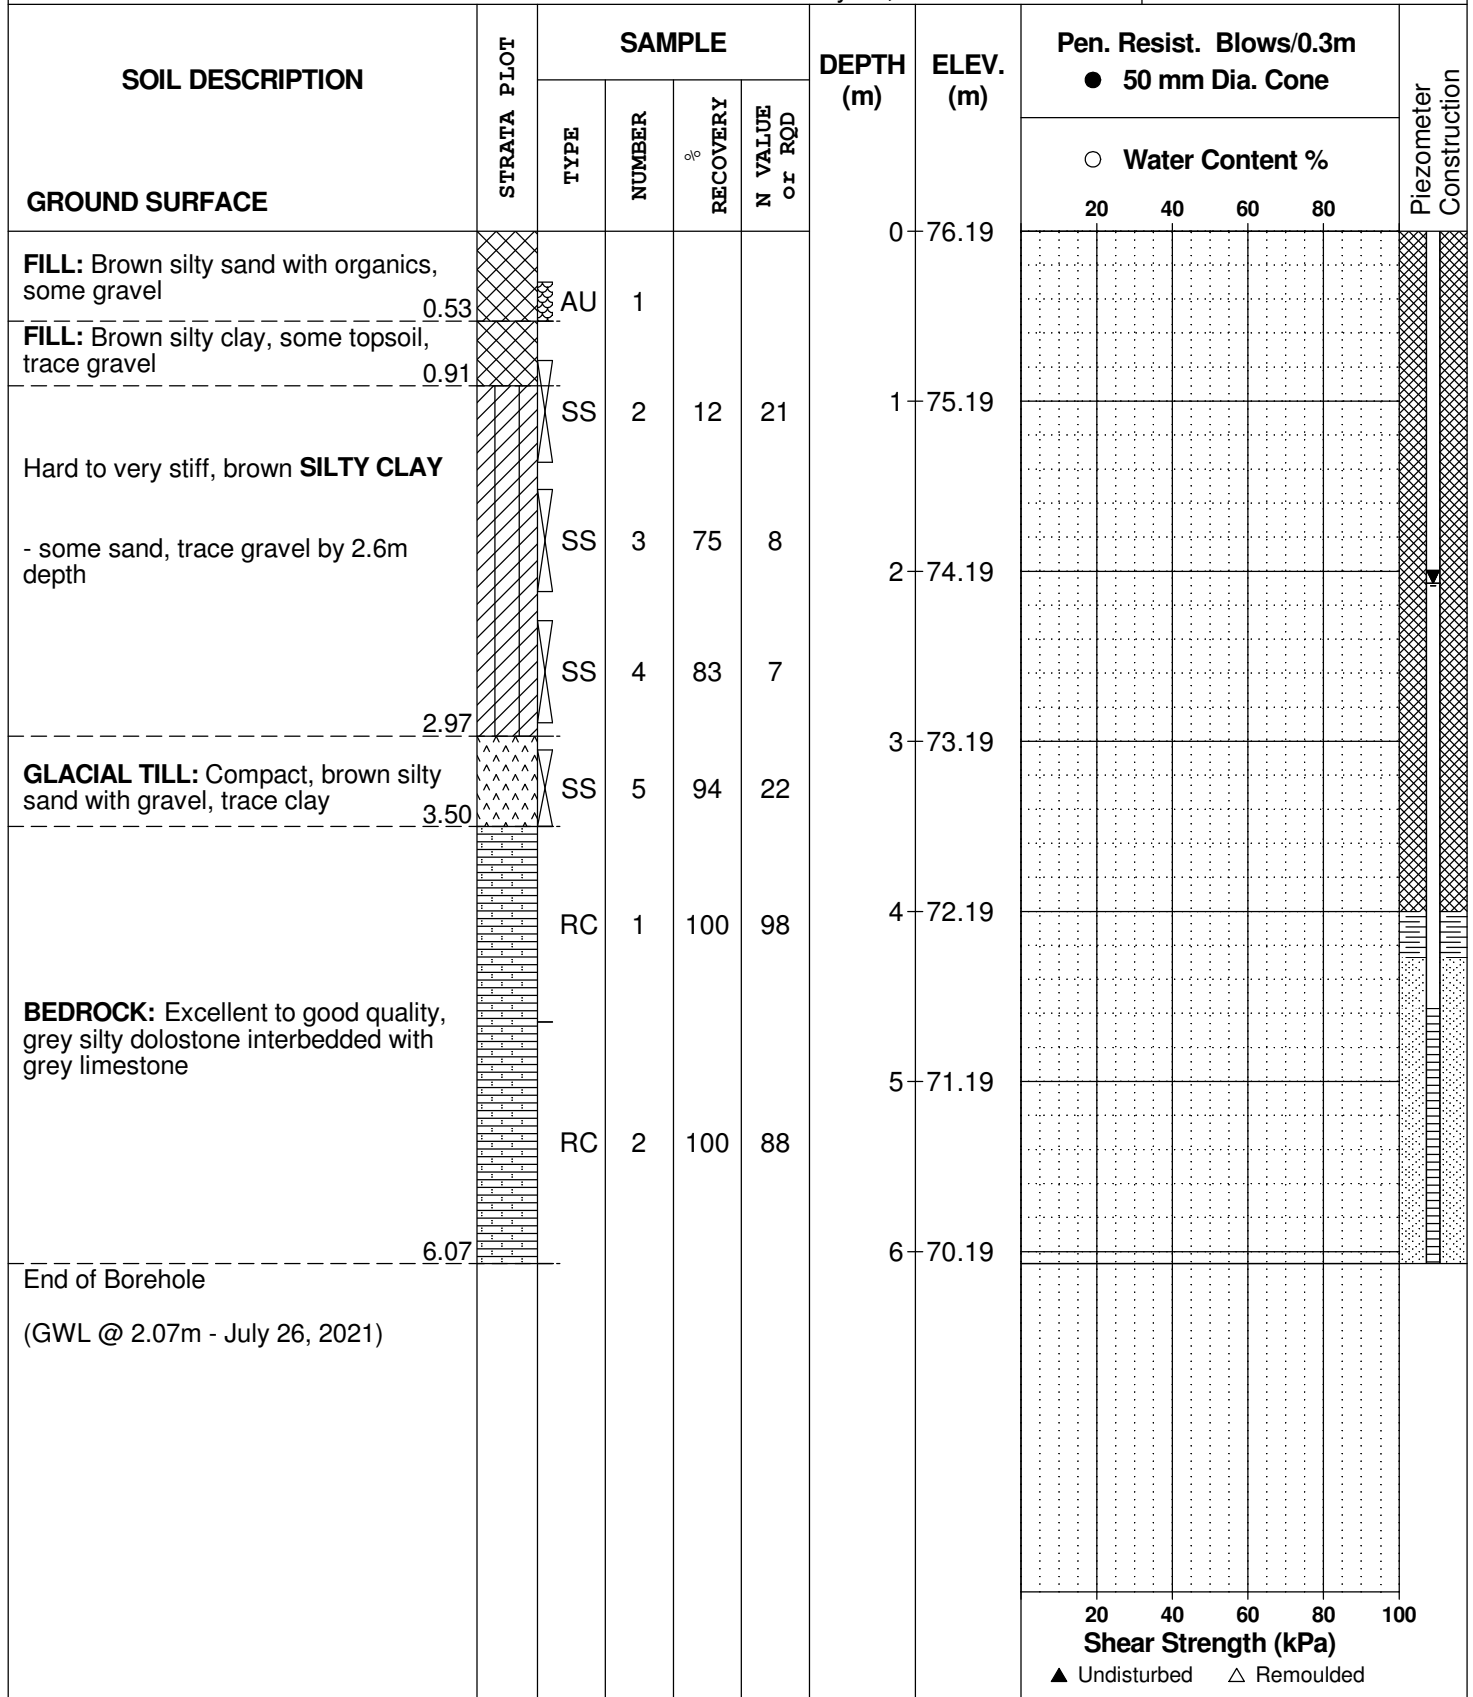 SOIL DESCRIPTION
GROUND SURFACE
STRATA PLOT
SAMPLE
TYPE
NUMBER
% RECOVERY
N VALUE or RQD
DEPTH (m)
ELEV. (m)
Pen. Resist. Blows/0.3m
● 50 mm Dia. Cone
○ Water Content %
20 40 60 80
Piezometer Construction
0 76.19
FILL: Brown silty sand with organics,
some gravel
0.53
AU 1
FILL: Brown silty clay, some topsoil,
trace gravel
0.91
1 75.19
SS 2 12 21
Hard to very stiff, brown SILTY CLAY
- some sand, trace gravel by 2.6m
depth
SS 3 75 8
2 74.19
SS 4 83 7
2.97
3 73.19
GLACIAL TILL: Compact, brown silty
sand with gravel, trace clay
3.50
SS 5 94 22
4 72.19
RC 1 100 98
BEDROCK: Excellent to good quality,
grey silty dolostone interbedded with
grey limestone
5 71.19
RC 2 100 88
6.07
6 70.19
End of Borehole
(GWL @ 2.07m - July 26, 2021)
20 40 60 80 100
Shear Strength (kPa)
▲ Undisturbed △ Remoulded